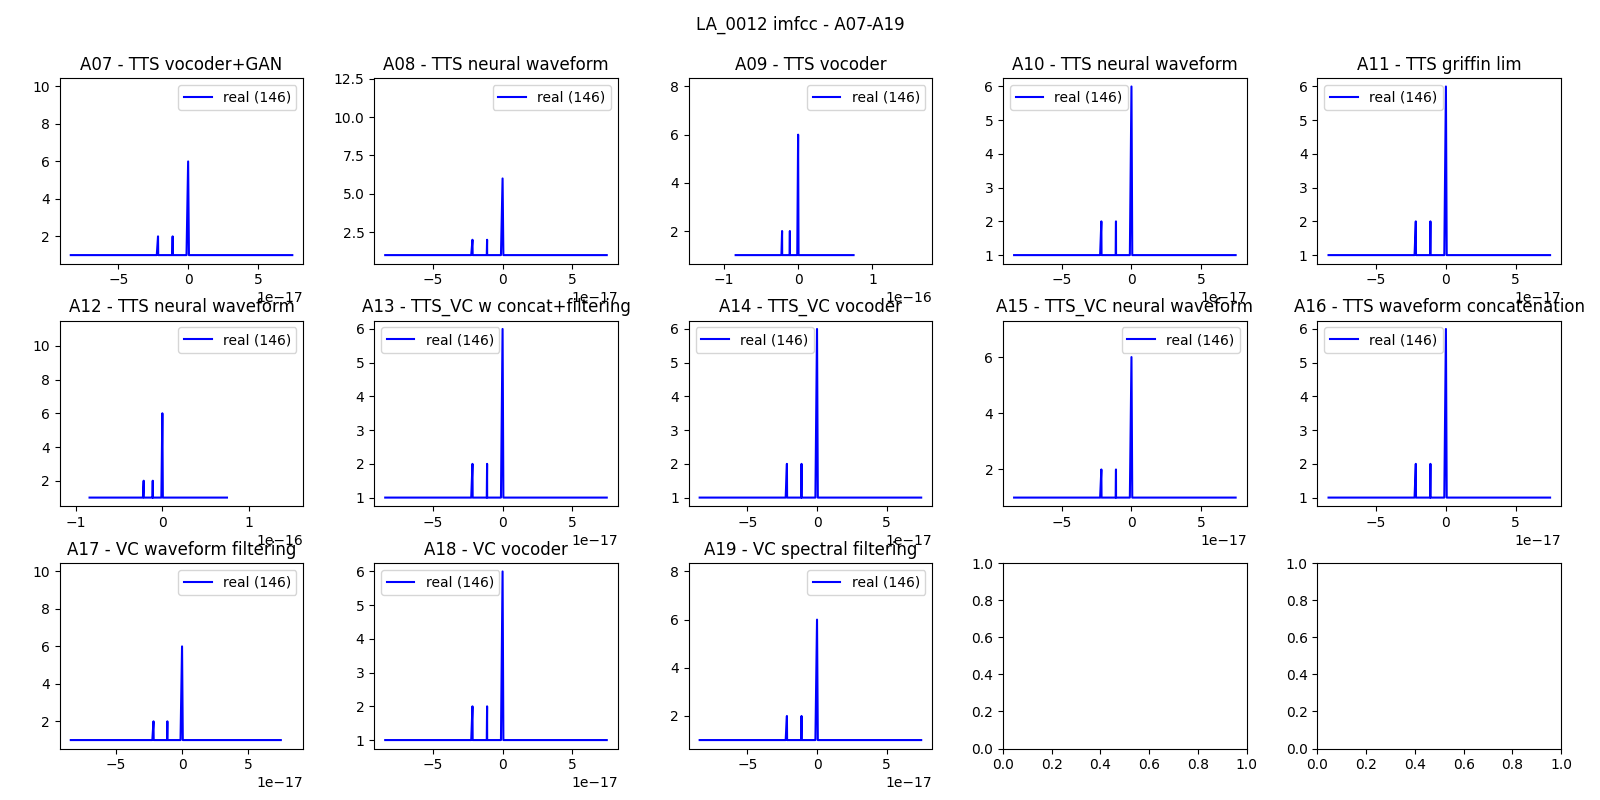 LA_0012 imfcc - A07-A19
A07 - TTS vocoder+GAN
10
8
6
4
2
real (146)
−5 0 5
1e−17
A08 - TTS neural waveform
12.5
10.0
7.5
5.0
2.5
real (146)
−5 0 5
1e−17
A09 - TTS vocoder
8
6
4
2
real (146)
−1 0 1
1e−16
A10 - TTS neural waveform
6
5
4
3
2
1
real (146)
−5 0 5
1e−17
A11 - TTS griffin lim
6
5
4
3
2
1
real (146)
−5 0 5
1e−17
A12 - TTS neural waveform
10
8
6
4
2
real (146)
−1 0 1
1e−16
A13 - TTS_VC w concat+filtering
6
5
4
3
2
1
real (146)
−5 0 5
1e−17
A14 - TTS_VC vocoder
6
5
4
3
2
1
real (146)
−5 0 5
1e−17
A15 - TTS_VC neural waveform
6
4
2
real (146)
−5 0 5
1e−17
A16 - TTS waveform concatenation
6
5
4
3
2
1
real (146)
−5 0 5
1e−17
A17 - VC waveform filtering
10
8
6
4
2
real (146)
−5 0 5
1e−17
A18 - VC vocoder
6
5
4
3
2
1
real (146)
−5 0 5
1e−17
A19 - VC spectral filtering
8
6
4
2
real (146)
−5 0 5
1e−17
1.0
0.8
0.6
0.4
0.2
0.0
0.0 0.2 0.4 0.6 0.8 1.0
1.0
0.8
0.6
0.4
0.2
0.0
0.0 0.2 0.4 0.6 0.8 1.0